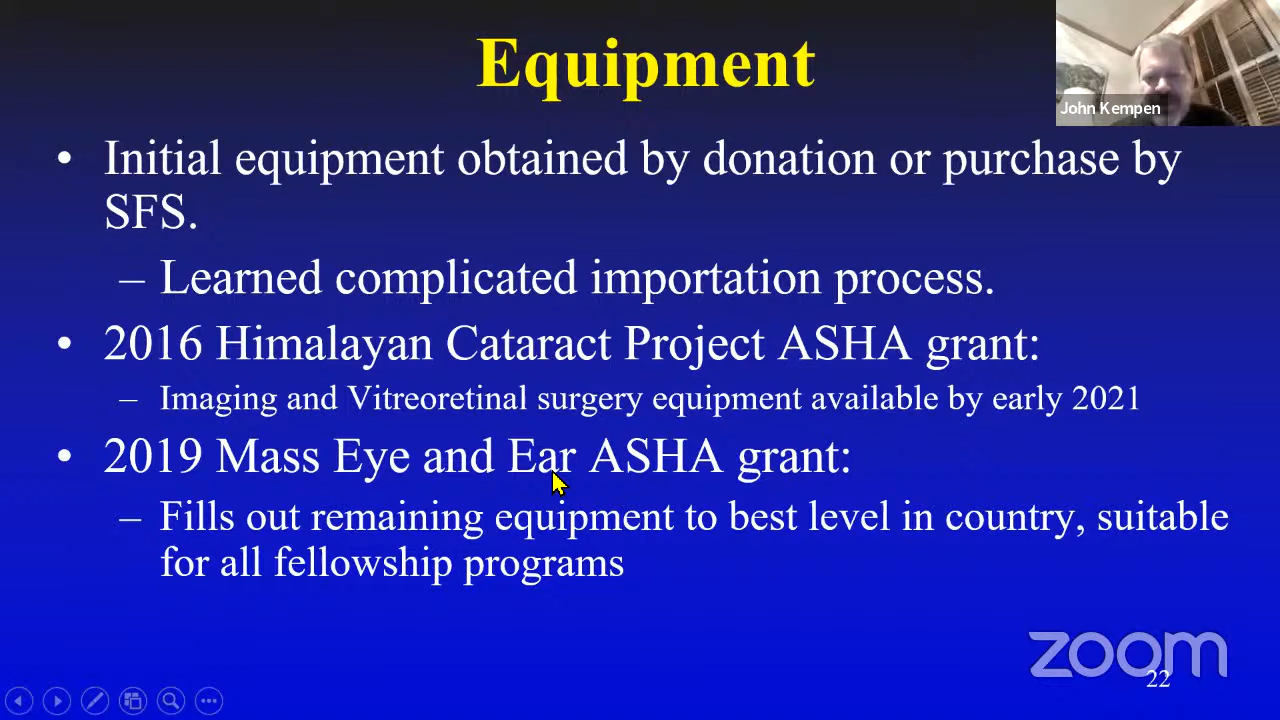 Equipment
John Kempen
• Initial equipment obtained by donation or purchase by
SFS.
– Learned complicated importation process.
• 2016 Himalayan Cataract Project ASHA grant:
– Imaging and Vitreoretinal surgery equipment available by early 2021
• 2019 Mass Eye and Ear ASHA grant:
– Fills out remaining equipment to best level in country, suitable
for all fellowship programs
zoom
22